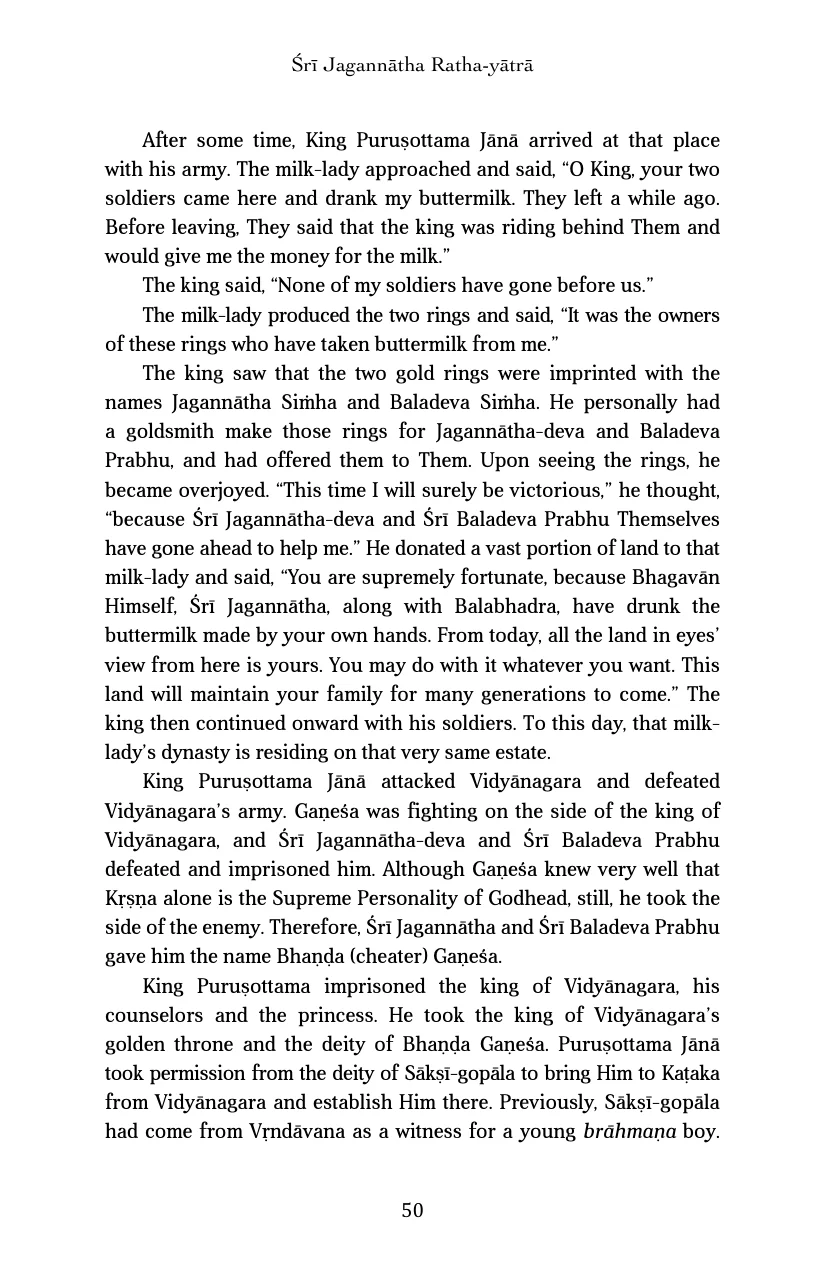 Śrī Jagannātha Ratha-yātrā
After some time, King Puruṣottama Jānā arrived at that place
with his army. The milk-lady approached and said, “O King, your two
soldiers came here and drank my buttermilk. They left a while ago.
Before leaving, They said that the king was riding behind Them and
would give me the money for the milk.”
The king said, “None of my soldiers have gone before us.”
The milk-lady produced the two rings and said, “It was the owners
of these rings who have taken buttermilk from me.”
The king saw that the two gold rings were imprinted with the
names Jagannātha Siṁha and Baladeva Siṁha. He personally had
a goldsmith make those rings for Jagannātha-deva and Baladeva
Prabhu, and had offered them to Them. Upon seeing the rings, he
became overjoyed. “This time I will surely be victorious,” he thought,
“because Śrī Jagannātha-deva and Śrī Baladeva Prabhu Themselves
have gone ahead to help me.” He donated a vast portion of land to that
milk-lady and said, “You are supremely fortunate, because Bhagavān
Himself, Śrī Jagannātha, along with Balabhadra, have drunk the
buttermilk made by your own hands. From today, all the land in eyes’
view from here is yours. You may do with it whatever you want. This
land will maintain your family for many generations to come.” The
king then continued onward with his soldiers. To this day, that milk-
lady’s dynasty is residing on that very same estate.
King Puruṣottama Jānā attacked Vidyānagara and defeated
Vidyānagara’s army. Gaṇeśa was fighting on the side of the king of
Vidyānagara, and Śrī Jagannātha-deva and Śrī Baladeva Prabhu
defeated and imprisoned him. Although Gaṇeśa knew very well that
Kṛṣṇa alone is the Supreme Personality of Godhead, still, he took the
side of the enemy. Therefore, Śrī Jagannātha and Śrī Baladeva Prabhu
gave him the name Bhaṇḍa (cheater) Gaṇeśa.
King Puruṣottama imprisoned the king of Vidyānagara, his
counselors and the princess. He took the king of Vidyānagara’s
golden throne and the deity of Bhaṇḍa Gaṇeśa. Puruṣottama Jānā
took permission from the deity of Sākṣī-gopāla to bring Him to Kaṭaka
from Vidyānagara and establish Him there. Previously, Sākṣī-gopāla
had come from Vṛndāvana as a witness for a young brāhmaṇa boy.
50